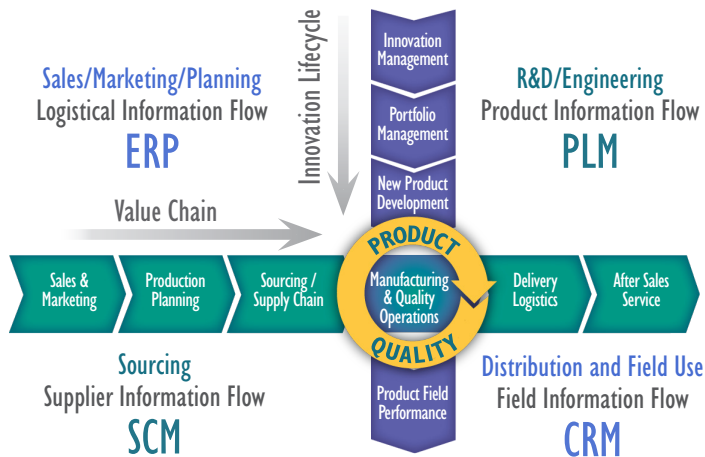 Innovation
Management
Innovation Lifecycle
Sales/Marketing/Planning
Logistical Information Flow
ERP
R&D/Engineering
Product Information Flow
PLM
Portfolio
Management
New Product
Development
Value Chain
PRODUCT
Sales &
Marketing
Production
Planning
Sourcing /
Supply Chain
Manufacturing
& Quality
Operations
Delivery
Logistics
After Sales
Service
QUALITY
Sourcing
Supplier Information Flow
SCM
Product Field
Performance
Distribution and Field Use
Field Information Flow
CRM